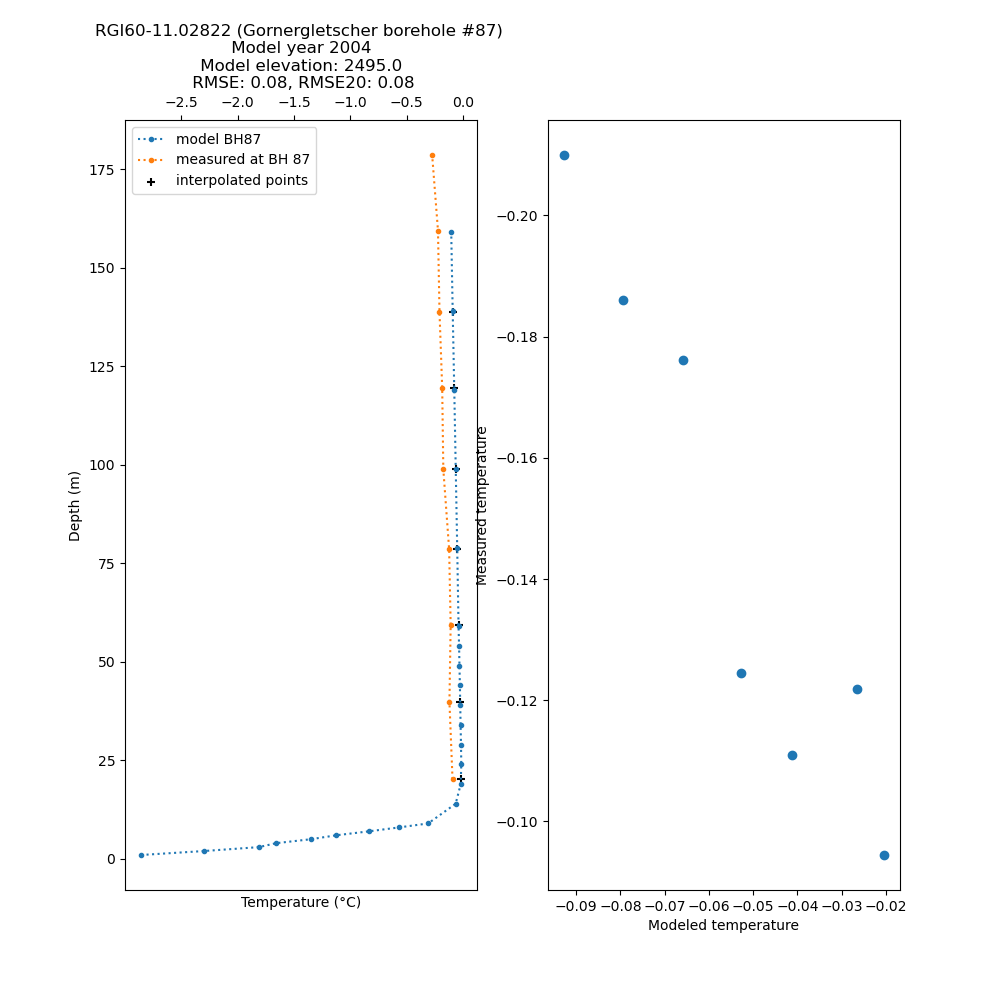 RGI60-11.02822 (Gornergletscher borehole #87)
Model year 2004
Model elevation: 2495.0
RMSE: 0.08, RMSE20: 0.08
−2.5 −2.0 −1.5 −1.0 −0.5 0.0
model BH87
measured at BH 87
interpolated points
175
150
125
100
75
50
25
0
Depth (m)
Temperature (°C)
−0.20
−0.18
−0.16
−0.14
−0.12
−0.10
Measured temperature
−0.09 −0.08 −0.07 −0.06 −0.05 −0.04 −0.03 −0.02
Modeled temperature